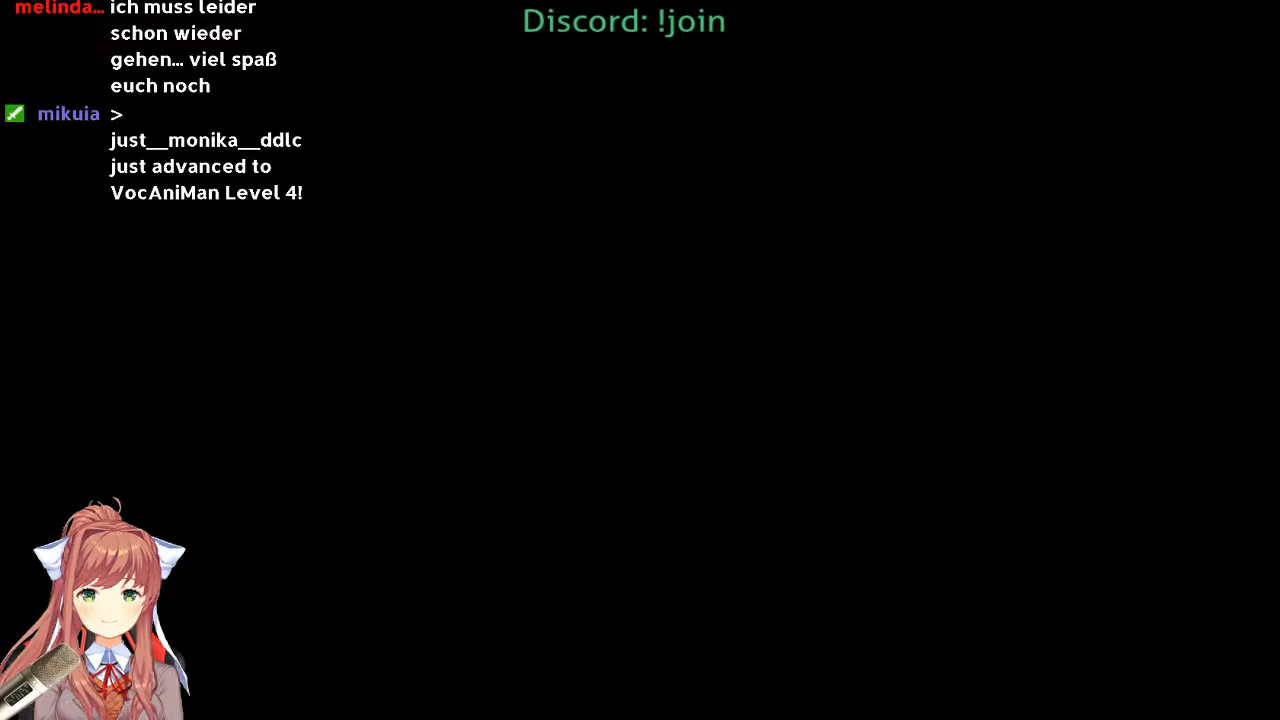 Discord: !join
melinda… ich muss leider
schon wieder
gehen… viel spaß
euch noch
mikuia >
just__monika__ddlc
just advanced to
VocAniMan Level 4!